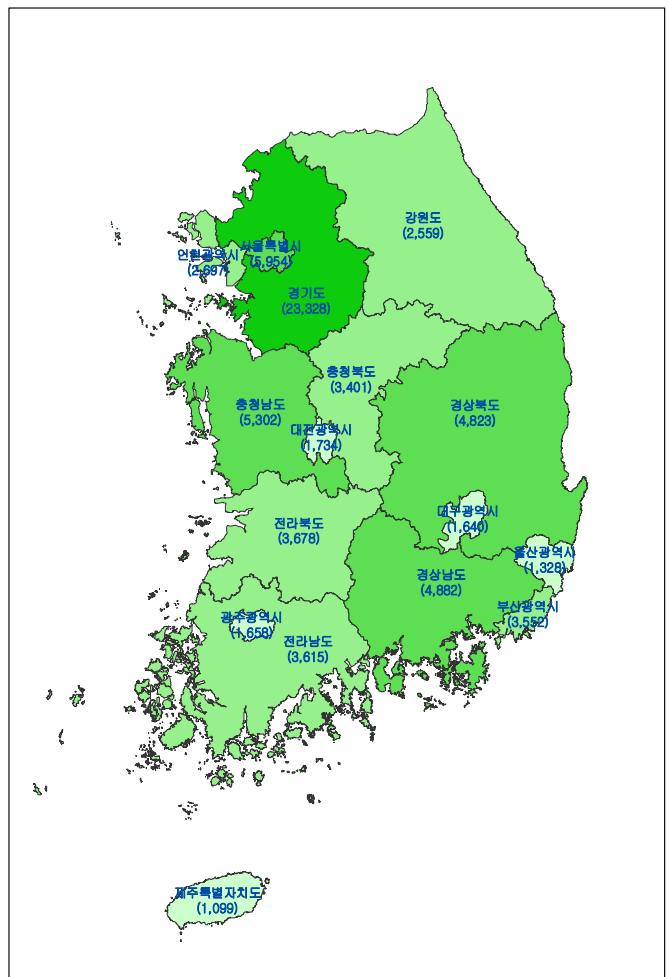 강원도
(2,559)
서울특별시
(5,954)
인천광역시
(2,697)
경기도
(23,328)
충청북도
(3,401)
충청남도
(5,302)
경상북도
(4,823)
대전광역시
(1,734)
대구광역시
(1,640)
전라북도
(3,678)
울산광역시
(1,328)
경상남도
(4,882)
부산광역시
(3,552)
광주광역시
(1,658)
전라남도
(3,615)
제주특별자치도
(1,099)